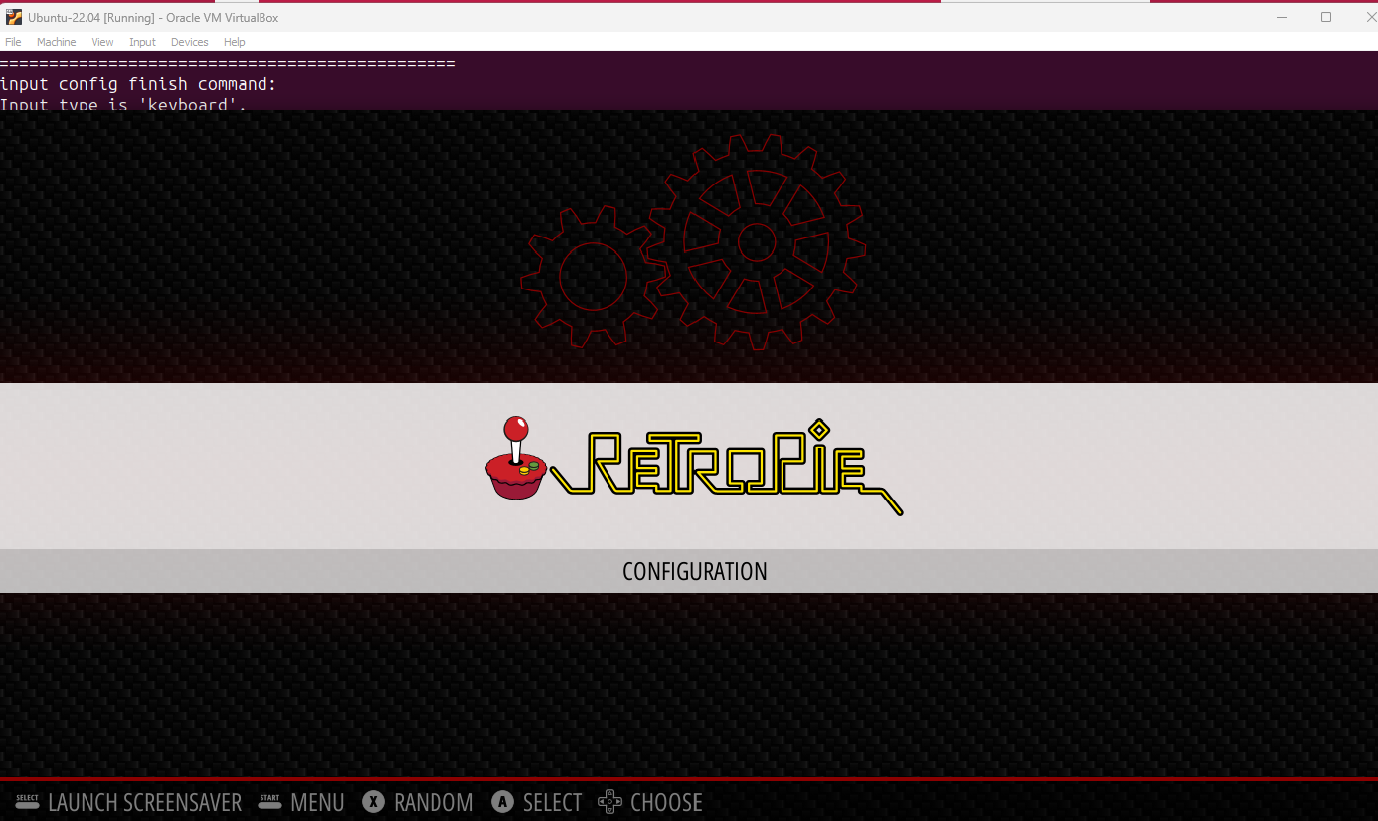 Ubuntu-22.04 [Running] - Oracle VM VirtualBox
File Machine View Input Devices Help
==============================================
input config finish command:
Input type is 'keyboard'.
RETROPIE
CONFIGURATION
SELECT LAUNCH SCREENSAVER START MENU X RANDOM A SELECT CHOOSE